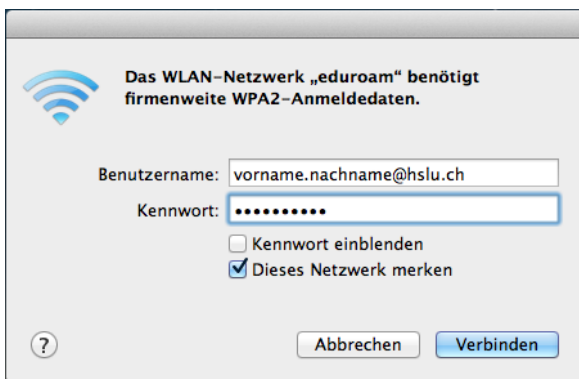 Das WLAN-Netzwerk „eduroam“ benötigt
firmenweite WPA2-Anmeldedaten.
Benutzername: vorname.nachname@hslu.ch
Kennwort: ••••••••••
Kennwort einblenden
Dieses Netzwerk merken
? Abbrechen Verbinden